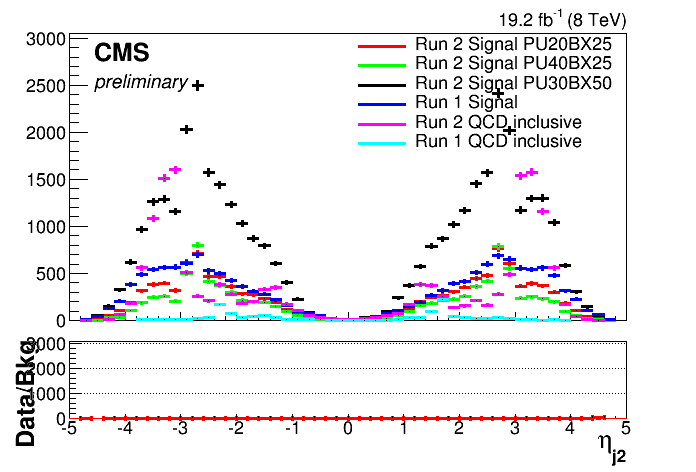 19.2 fb-1 (8 TeV)
CMS
preliminary
Run 2 Signal PU20BX25
Run 2 Signal PU40BX25
Run 2 Signal PU30BX50
Run 1 Signal
Run 2 QCD inclusive
Run 1 QCD inclusive
3000
2500
2000
1500
1000
500
0
Data/Bkg
3000
2000
1000
0
-5 -4 -3 -2 -1 0 1 2 3 4 5
ηj2